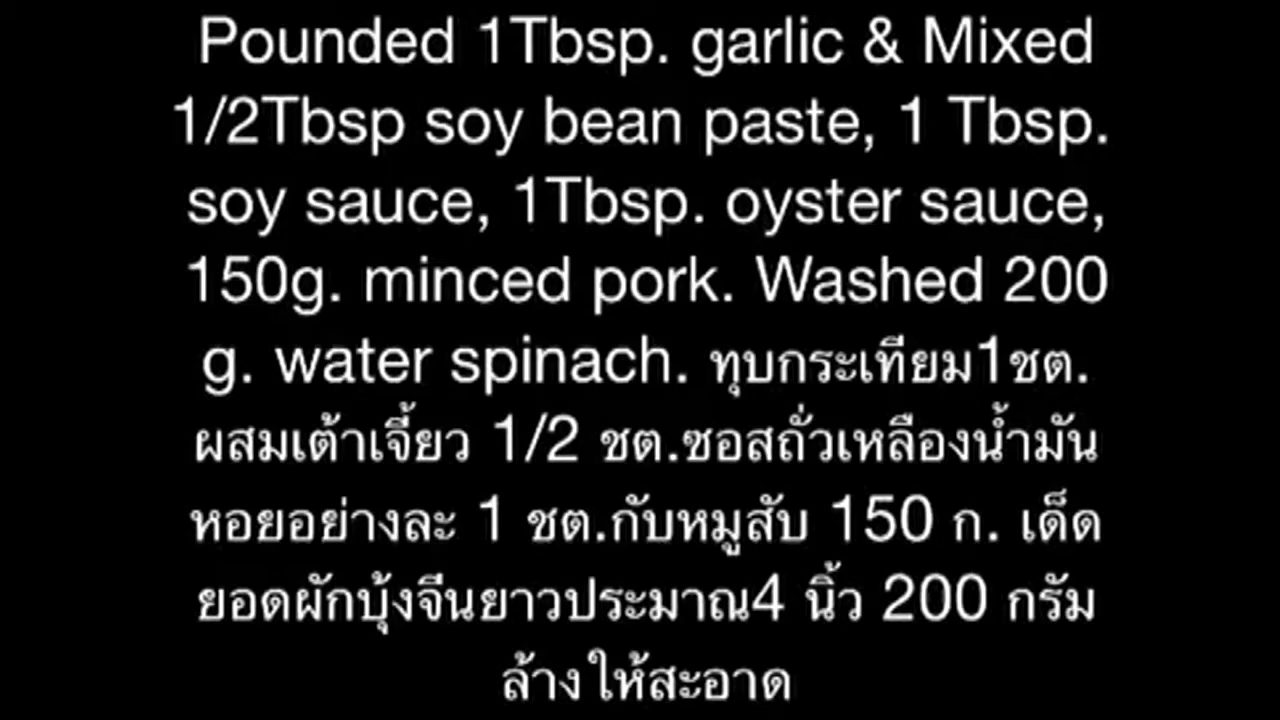 Pounded 1Tbsp. garlic & Mixed
1/2Tbsp soy bean paste, 1 Tbsp.
soy sauce, 1Tbsp. oyster sauce,
150g. minced pork. Washed 200
g. water spinach. ทุบกระเทียม1ชต.
ผสมเต้าเจี้ยว 1/2 ชต.ซอสถั่วเหลืองน้ำมัน
หอยอย่างละ 1 ชต.กับหมูสับ 150 ก. เด็ด
ยอดผักบุ้งจีนยาวประมาณ4 นิ้ว 200 กรัม
ล้างให้สะอาด